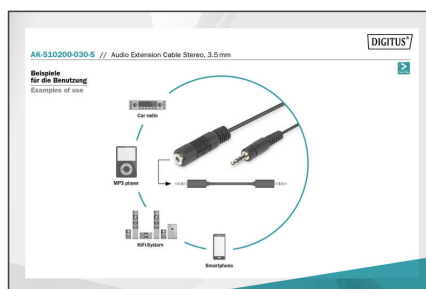 DIGITUS®
AK-510200-030-S // Audio Extension Cable Stereo, 3.5 mm
Beispiele
für die Benutzung
Examples of use
Car radio
MP3 player
HiFi-System
Smartphone